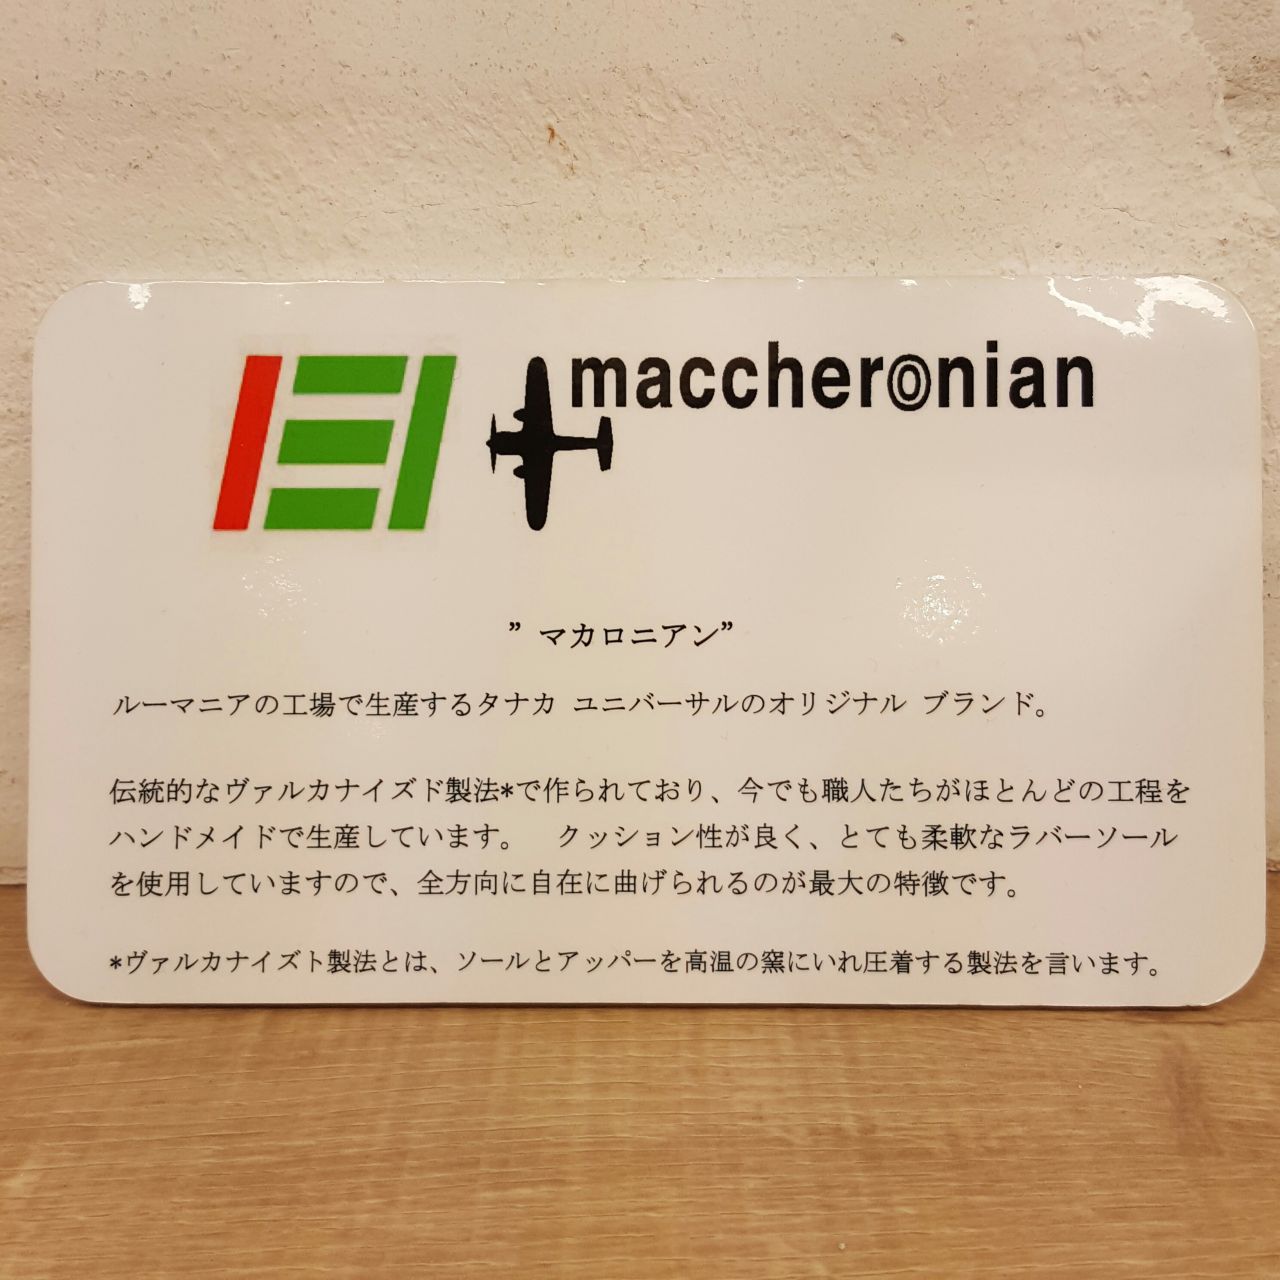 maccheronian
” マカロニアン”
ルーマニアの工場で生産するタナカ ユニバーサルのオリジナル ブランド。
伝統的なヴァルカナイズド製法*で作られており、今でも職人たちがほとんどの工程を
ハンドメイドで生産しています。 クッション性が良く、とても柔軟なラバーソール
を使用していますので、全方向に自在に曲げられるのが最大の特徴です。
*ヴァルカナイズト製法とは、ソールとアッパーを高温の窯にいれ圧着する製法を言います。